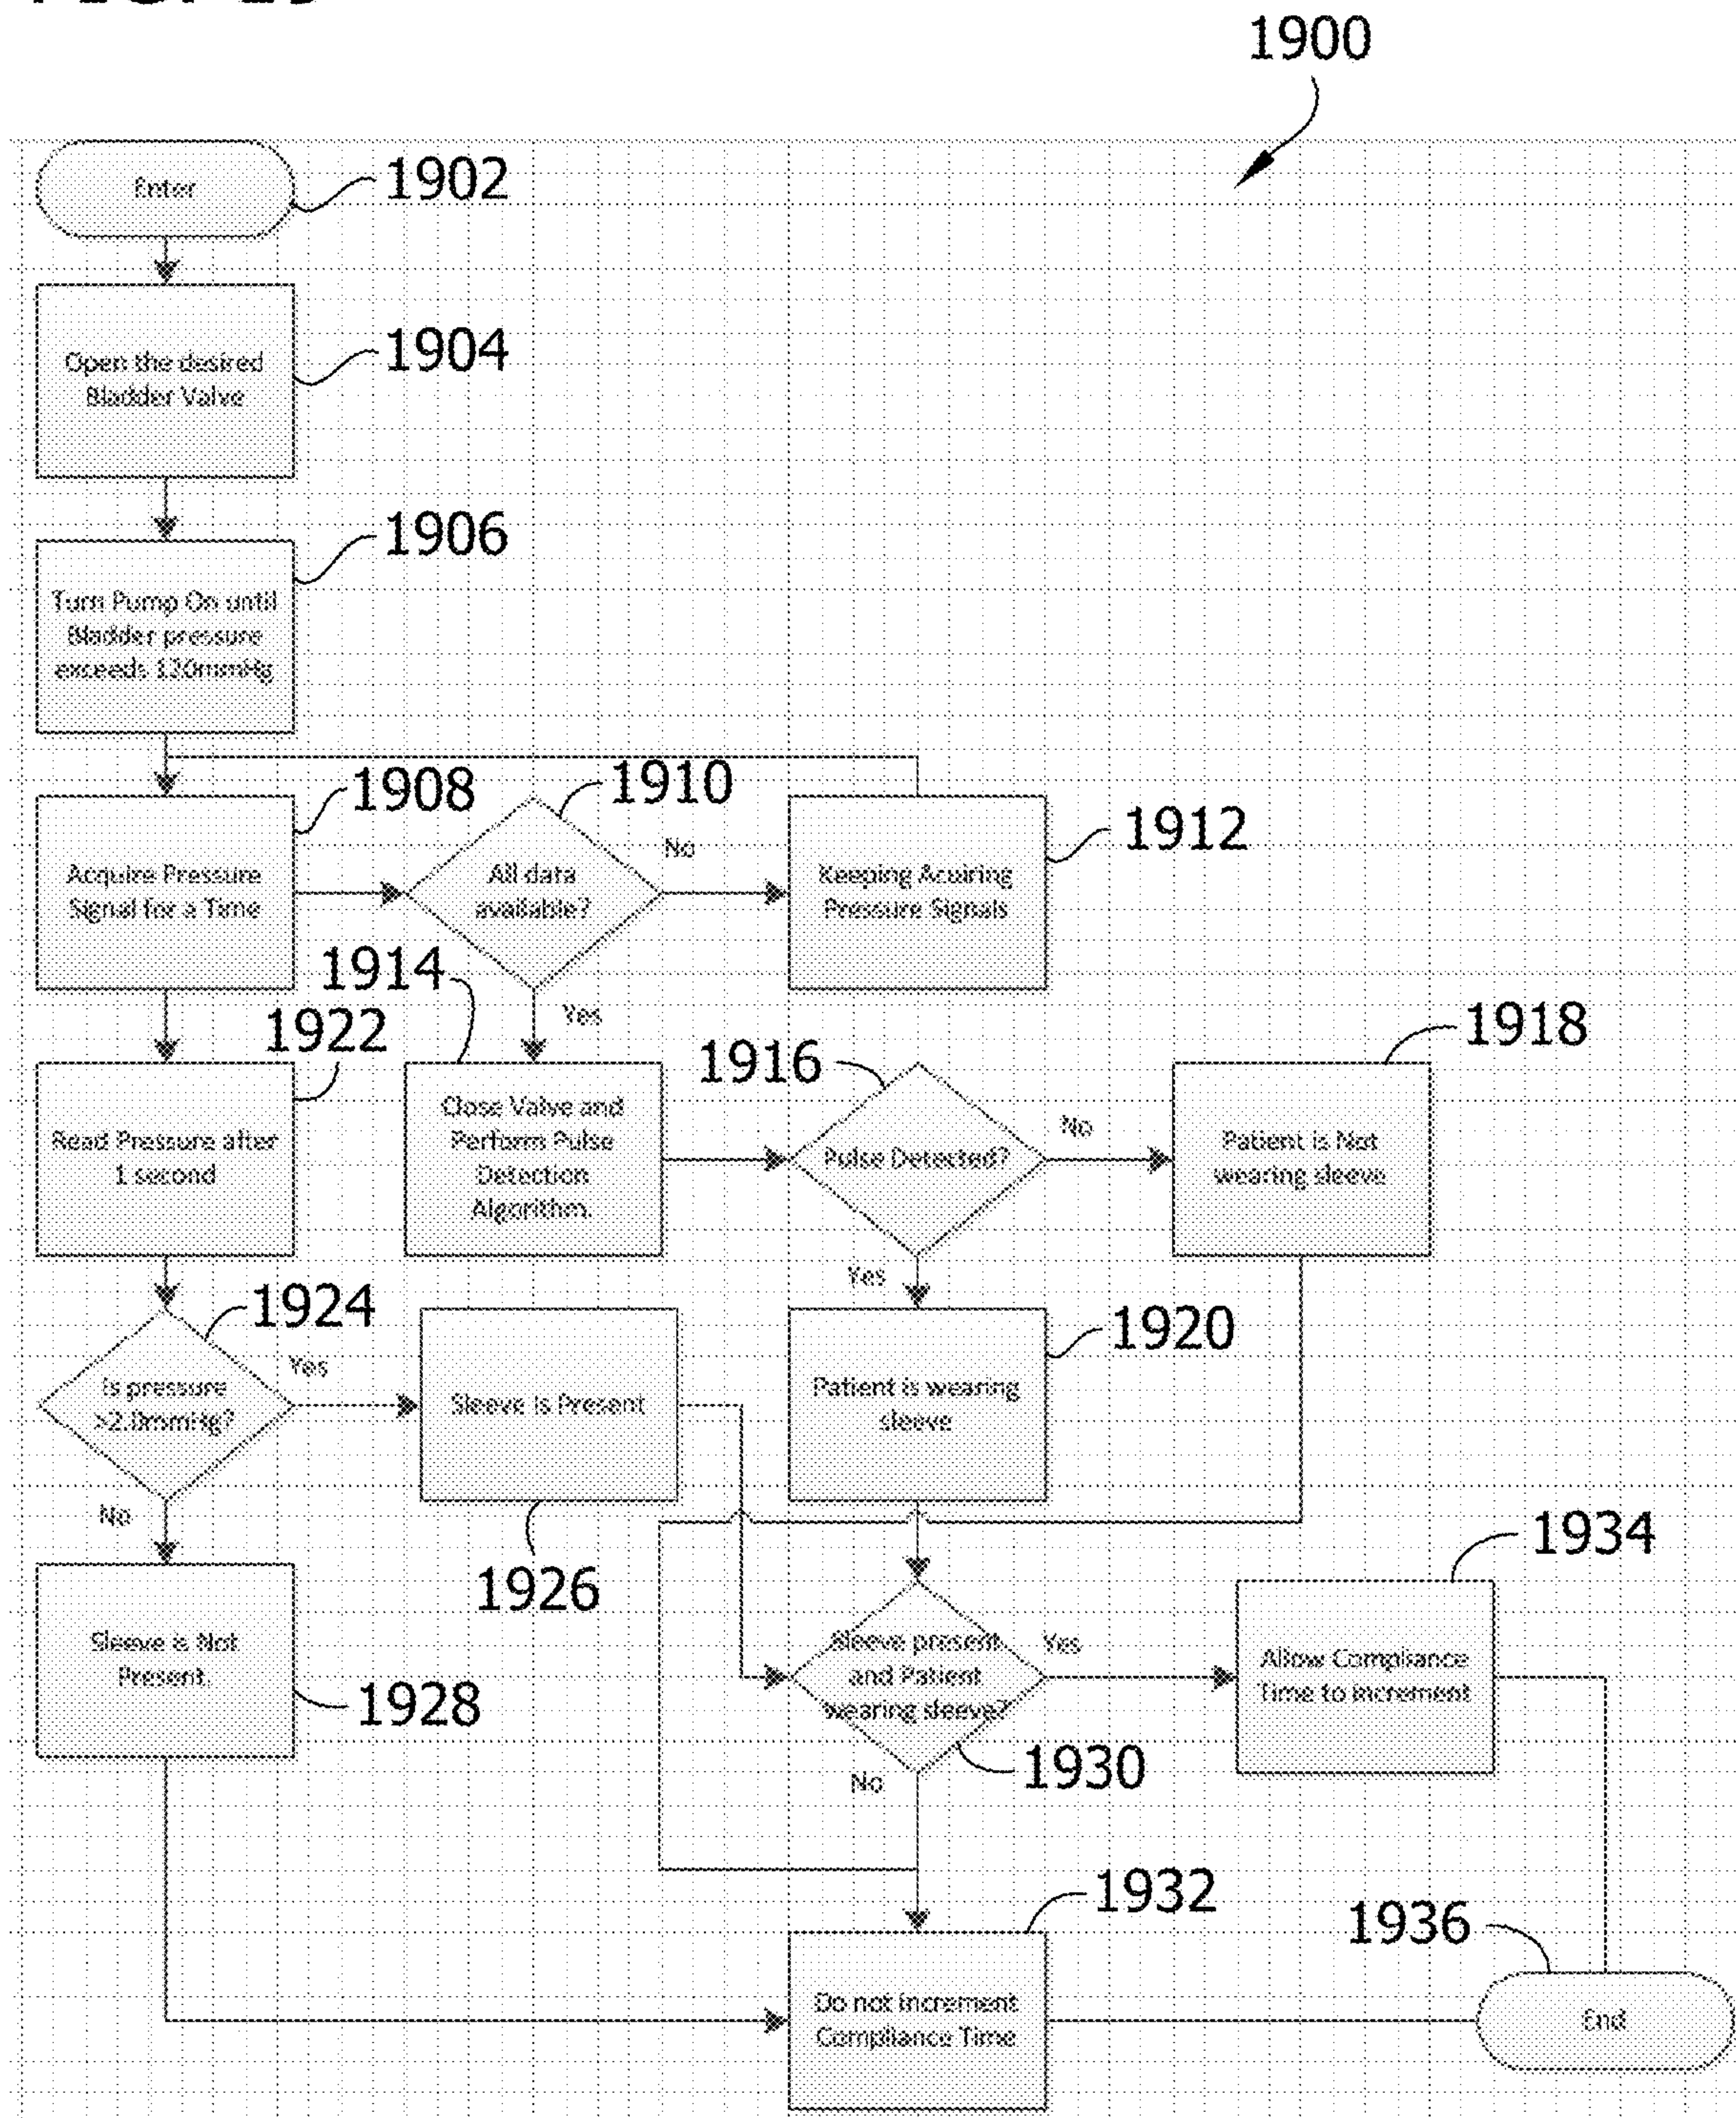 1900
Enter
1902
Open the desired
Bladder Valve
1904
Turn Pump On until
Bladder pressure
exceeds 120mmHg
1906
Acquire Pressure
Signal for a Time
1908
All data
available?
1910
No
Keeping Acuiring
Pressure Signals
1912
Yes
1914
Close Valve and
Perform Pulse
Detection
Algorithm.
1916
Pulse Detected?
No
1918
Patient is Not
wearing sleeve
1922
Read Pressure after
1 second
Yes
1920
Patient is wearing
sleeve
1924
Is pressure
>2.0mmHg?
Yes
Sleeve is Present
1926
No
Sleeve is Not
Present.
1928
Sleeve present
and Patient
wearing sleeve?
1930
Yes
1934
Allow Compliance
Time to increment
No
1932
Do not increment
Compliance Time
1936
End